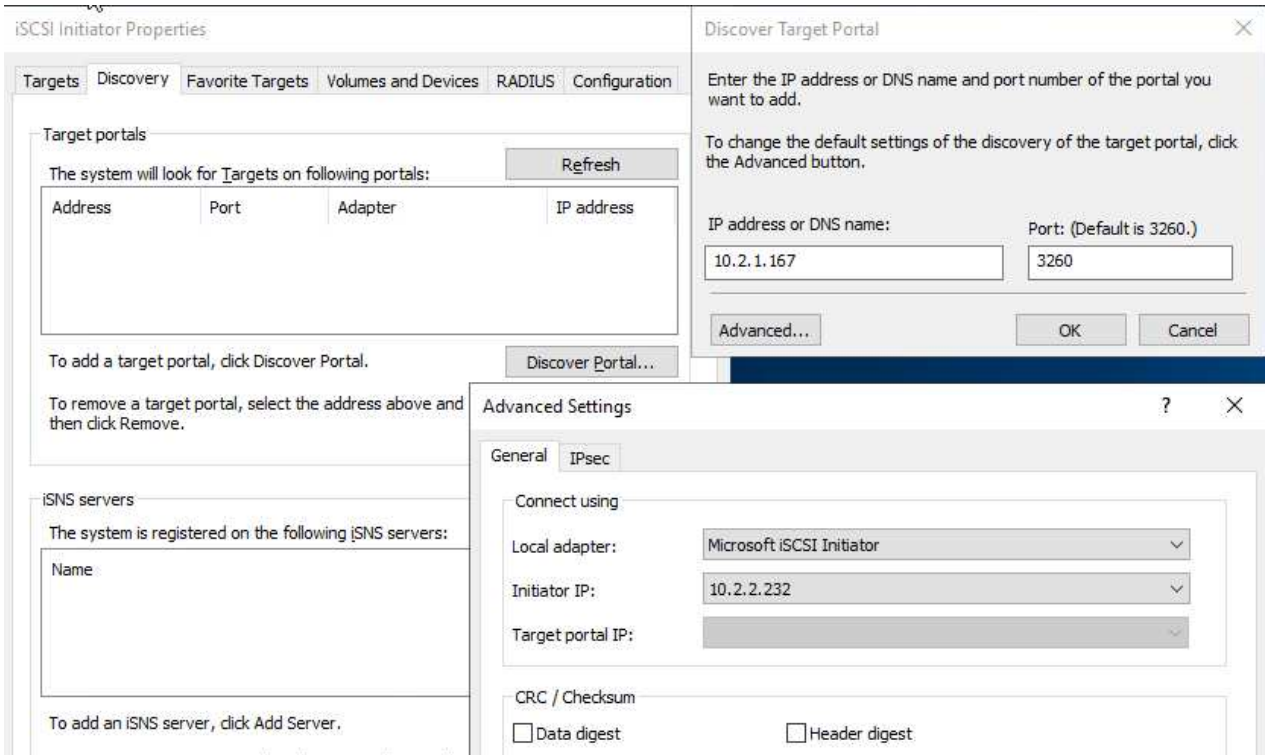 iSCSI Initiator Properties
Targets Discovery Favorite Targets Volumes and Devices RADIUS Configuration
Target portals
The system will look for Targets on following portals:
Refresh
Address Port Adapter IP address
To add a target portal, click Discover Portal.
Discover Portal...
To remove a target portal, select the address above and
then click Remove.
iSNS servers
The system is registered on the following iSNS servers:
Name
To add an iSNS server, click Add Server.
Discover Target Portal
Enter the IP address or DNS name and port number of the portal you
want to add.
To change the default settings of the discovery of the target portal, click
the Advanced button.
IP address or DNS name:
Port: (Default is 3260.)
10.2.1.167
3260
Advanced...
OK
Cancel
Advanced Settings
?
General IPsec
Connect using
Local adapter:
Microsoft iSCSI Initiator
Initiator IP:
10.2.2.232
Target portal IP:
CRC / Checksum
Data digest
Header digest